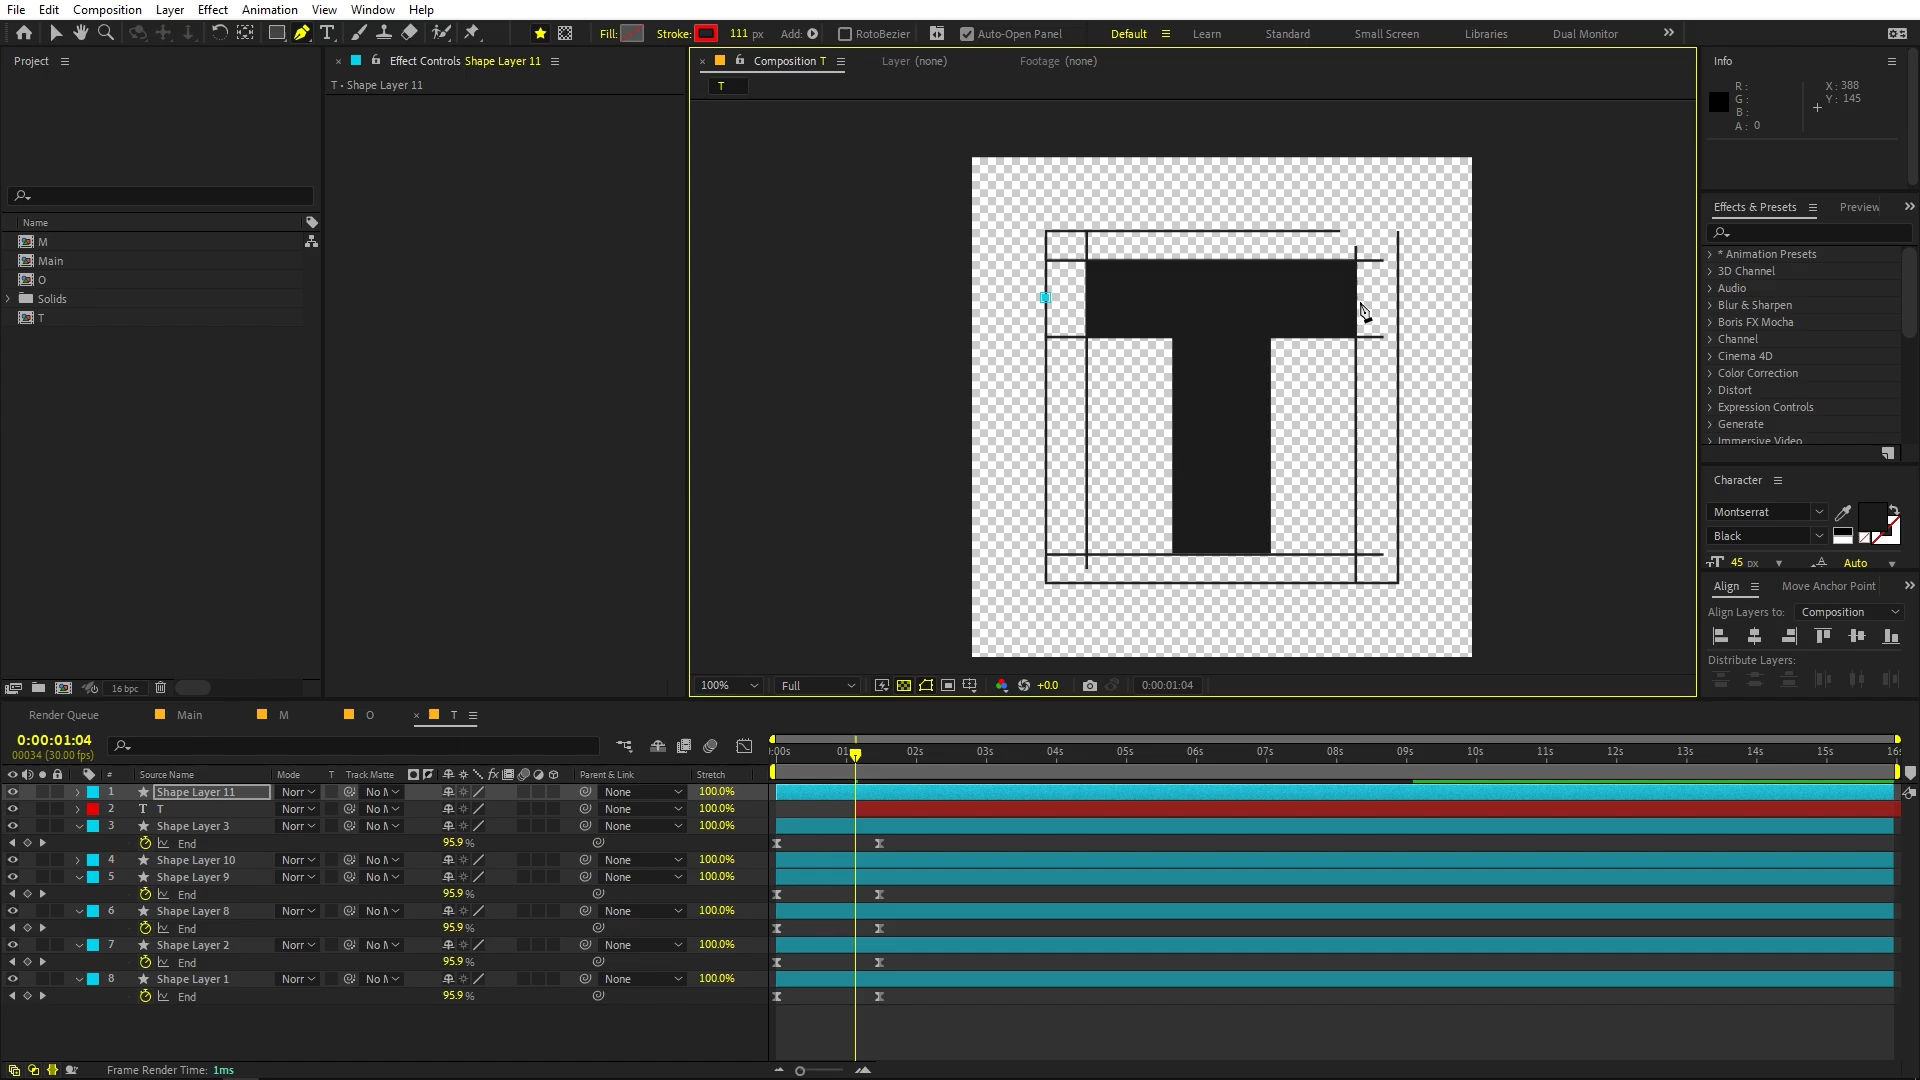 File Edit Composition Layer Effect Animation View Window Help
Fill: Stroke: 111 px Add: RotoBezier Auto-Open Panel Default Learn Standard Small Screen Libraries Dual Monitor
Project
Effect Controls Shape Layer 11
T • Shape Layer 11
Composition T
Layer (none)
Footage (none)
T
Name
M
Main
O
Solids
T
16 bpc
T
100% Full +0.0 0:00:01:04
Info
R :
G :
B :
A : 0
X : 388
Y : 145
Effects & Presets Preview
* Animation Presets
3D Channel
Audio
Blur & Sharpen
Boris FX Mocha
Channel
Cinema 4D
Color Correction
Distort
Expression Controls
Generate
Immersive Video
Character
Montserrat
Black
45 px Auto
Align Move Anchor Point
Align Layers to: Composition
Distribute Layers:
Render Queue Main M O T
0:00:01:04
00034 (30.00 fps)
:00s 01 02s 03s 04s 05s 06s 07s 08s 09s 10s 11s 12s 13s 14s 15s 16s
# Source Name Mode T Track Matte fx Parent & Link Stretch
1 Shape Layer 11 Norr No M None 100.0%
2 T T Norr No M None 100.0%
3 Shape Layer 3 Norr No M None 100.0%
End 95.9 %
4 Shape Layer 10 Norr No M None 100.0%
5 Shape Layer 9 Norr No M None 100.0%
End 95.9 %
6 Shape Layer 8 Norr No M None 100.0%
End 95.9 %
7 Shape Layer 2 Norr No M None 100.0%
End 95.9 %
8 Shape Layer 1 Norr No M None 100.0%
End 95.9 %
Frame Render Time: 1ms